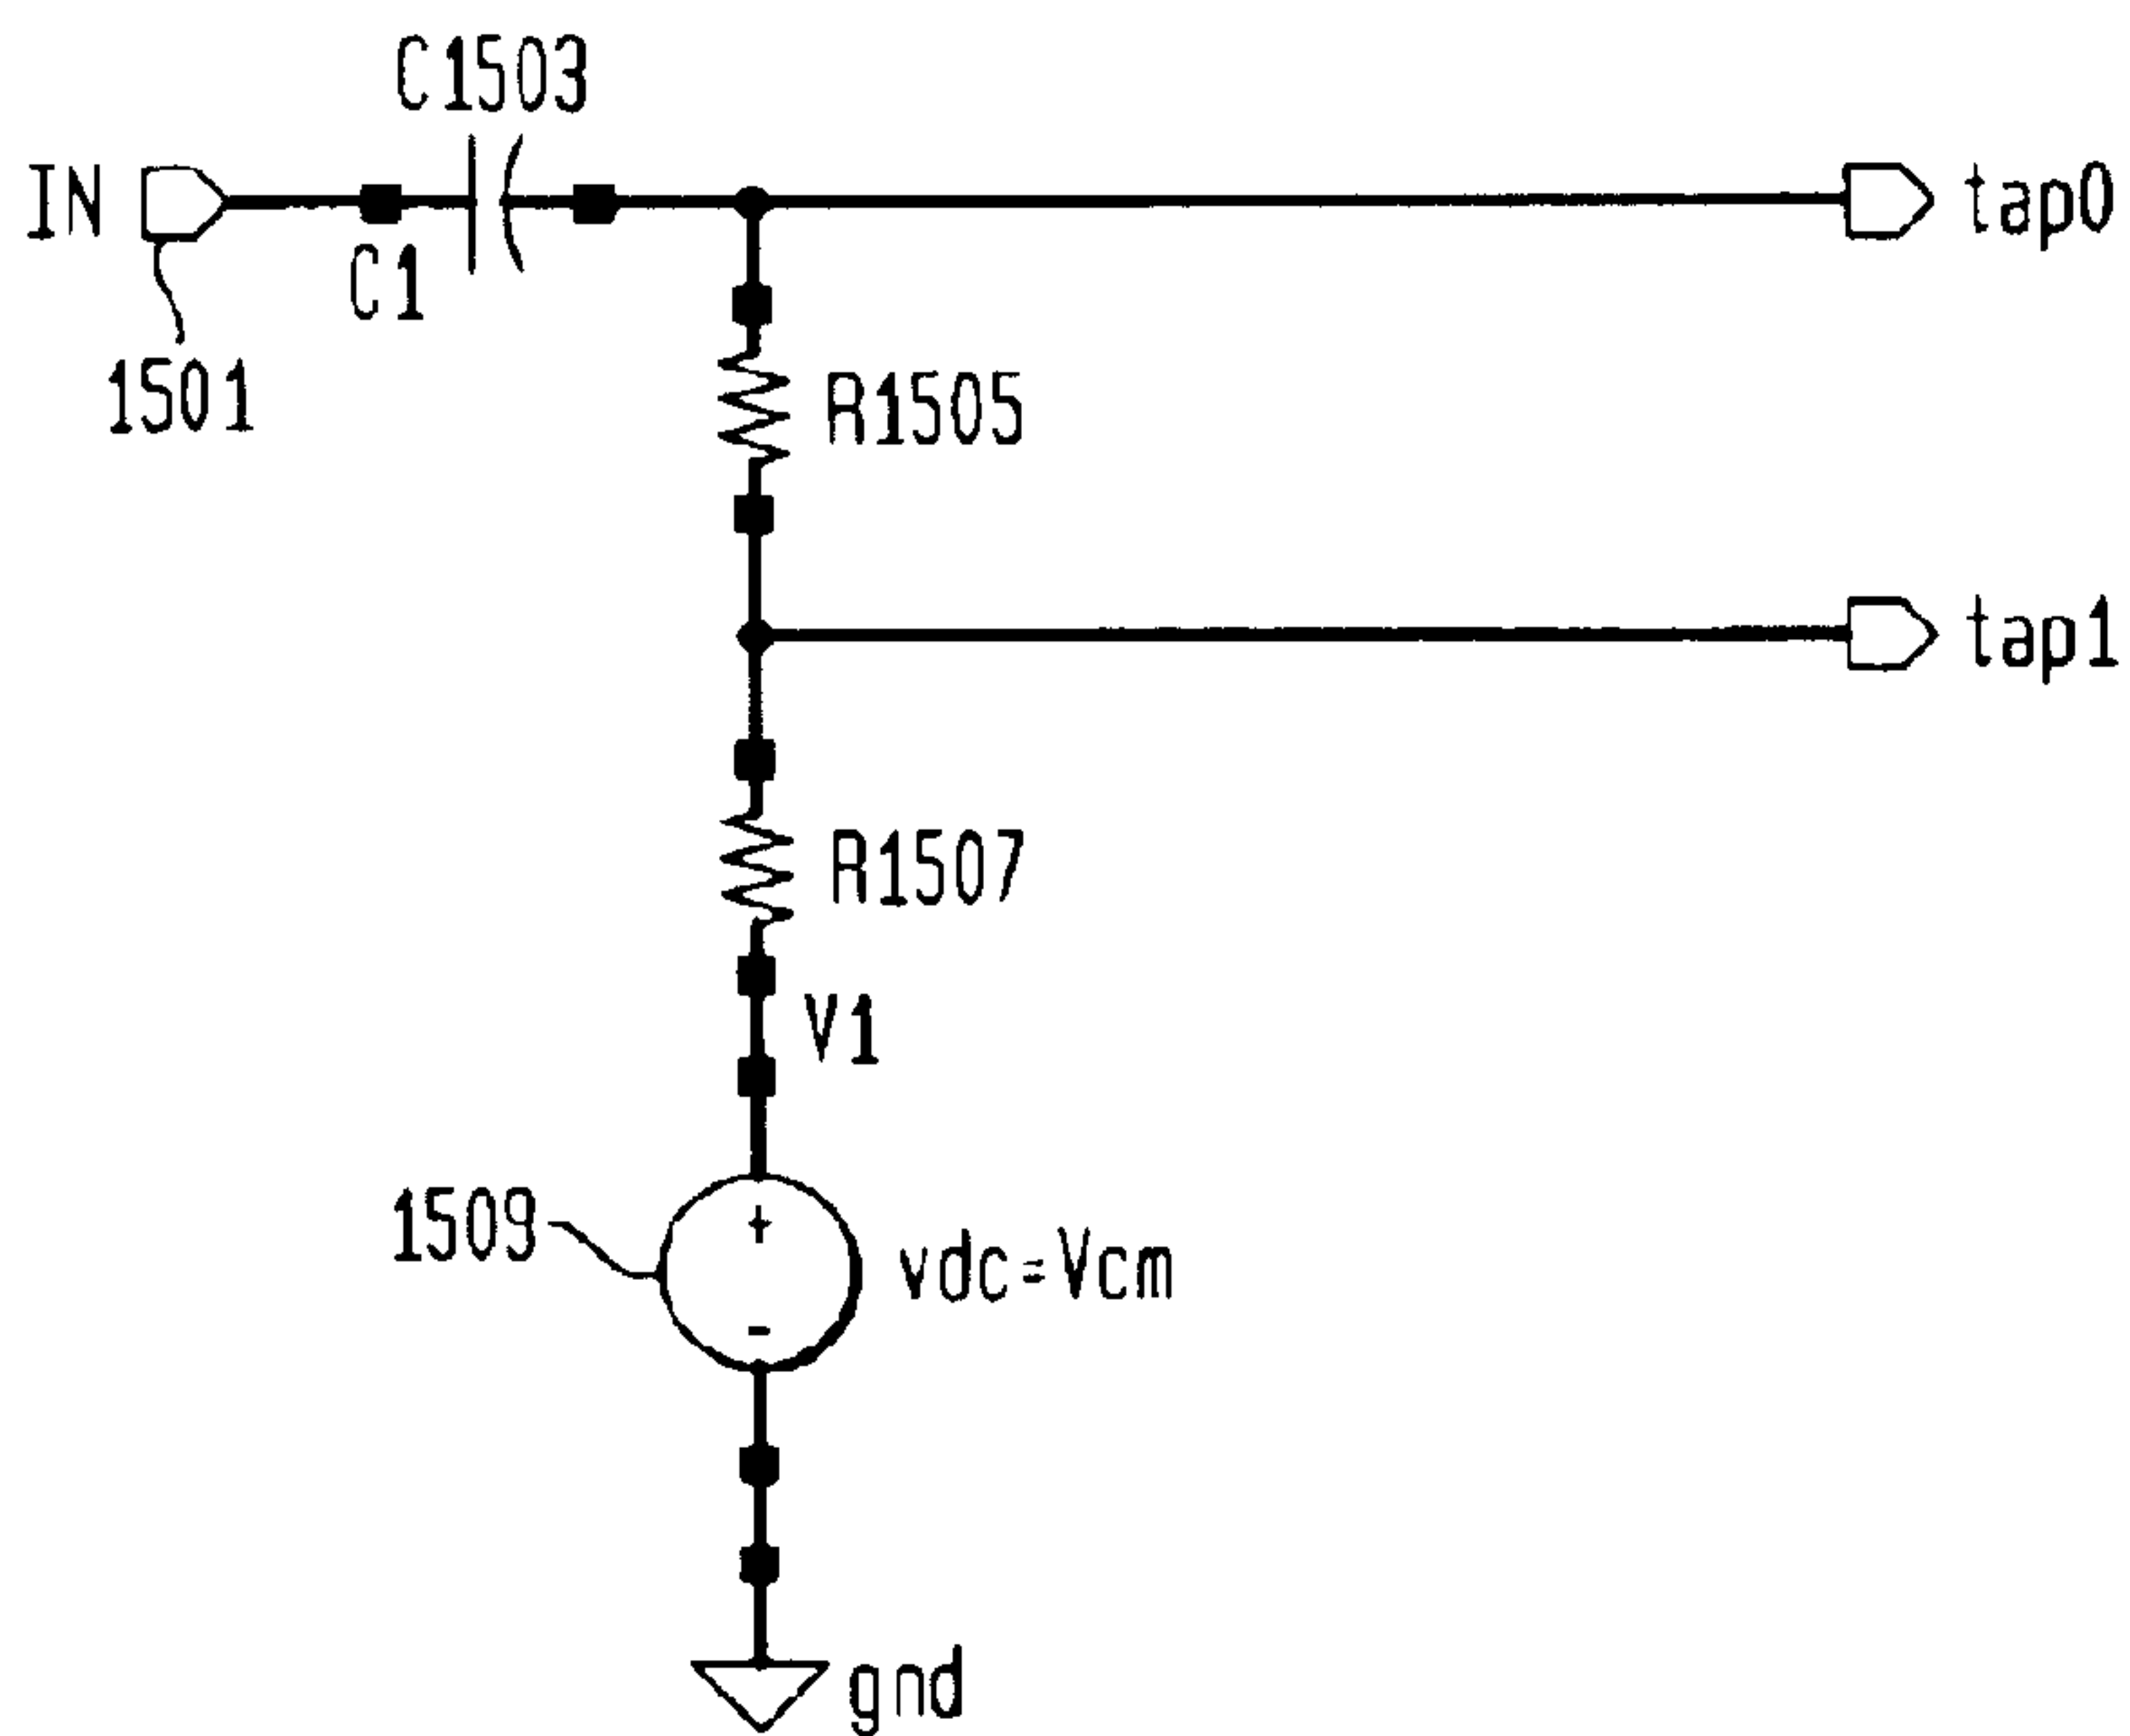 C1503
IN
tap0
C1
1501
R1505
tap1
R1507
V1
1509
+
vdc=Vcm
-
gnd